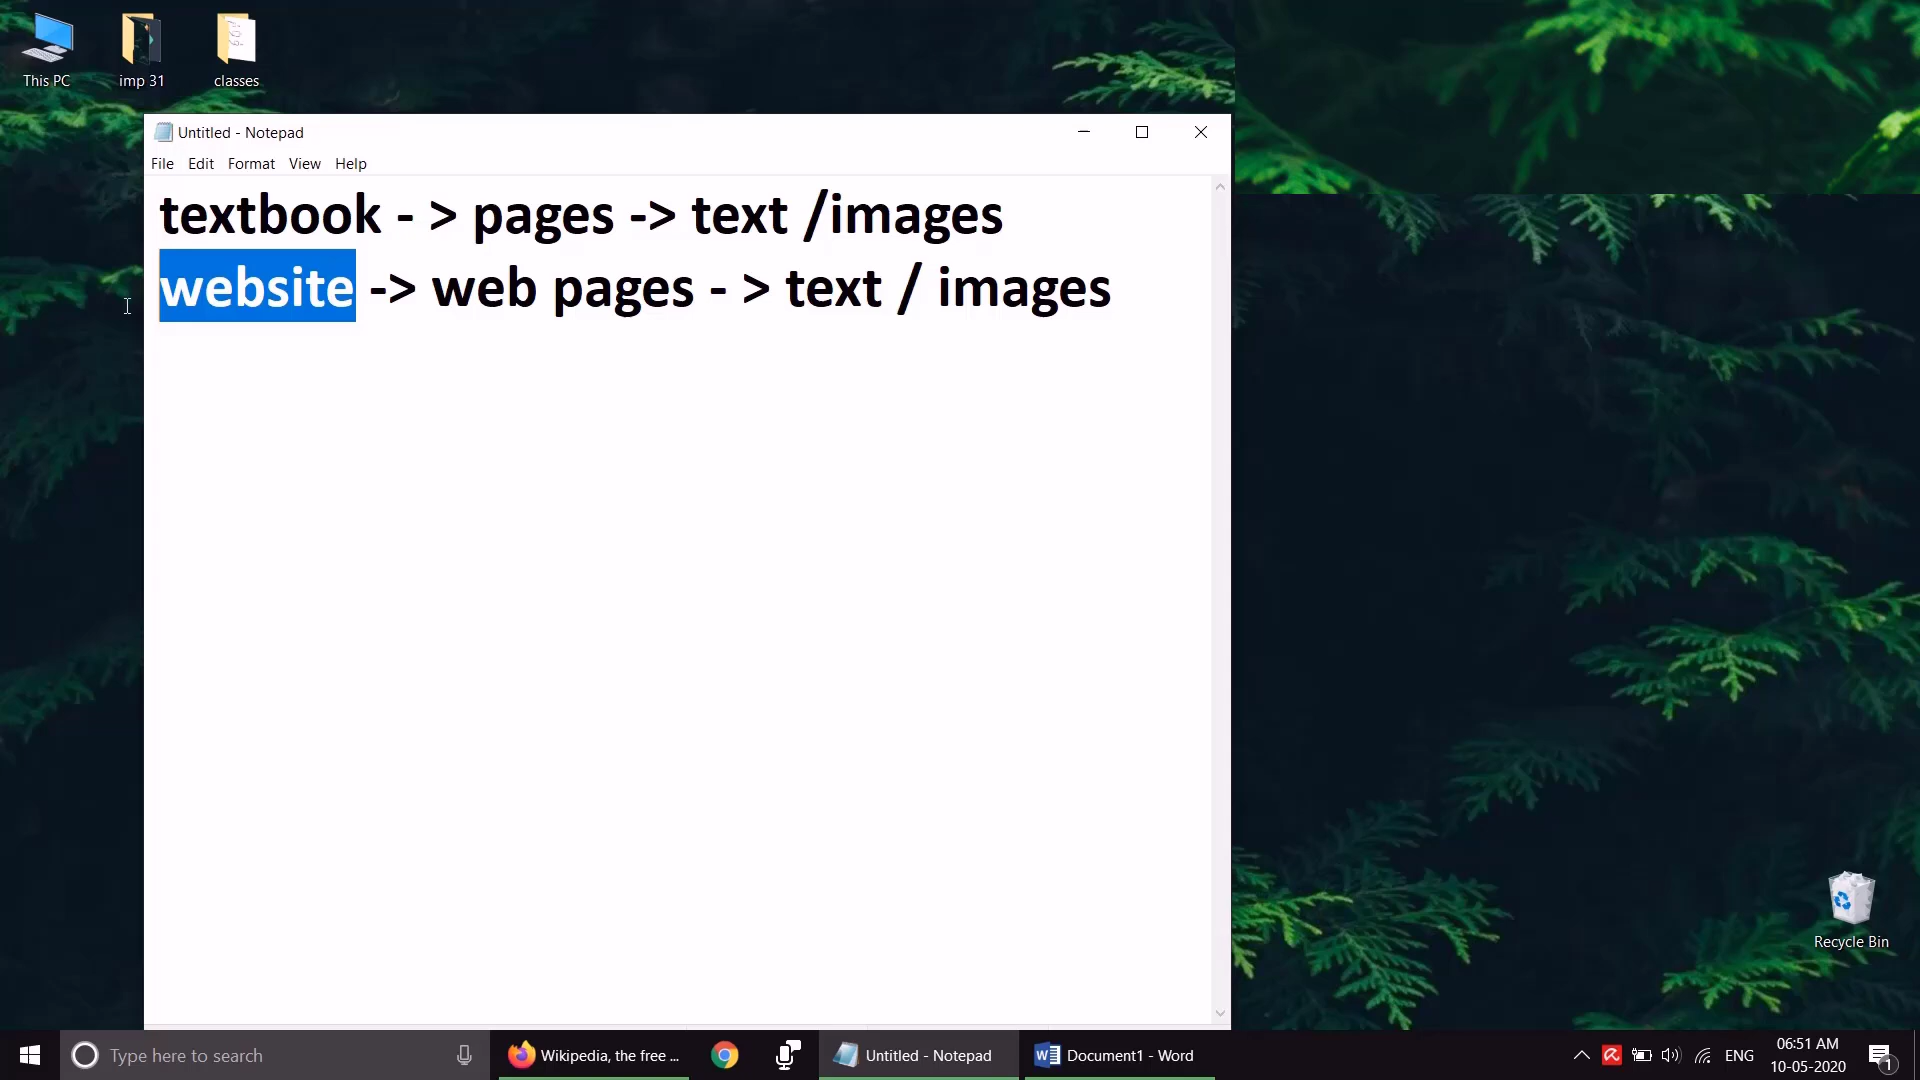 This PC
imp 31
classes
Untitled - Notepad
File Edit Format View Help
textbook - > pages -> text /images
website -> web pages - > text / images
Recycle Bin
Type here to search
Wikipedia, the free ...
Untitled - Notepad
Document1 - Word
ENG
06:51 AM
10-05-2020
1